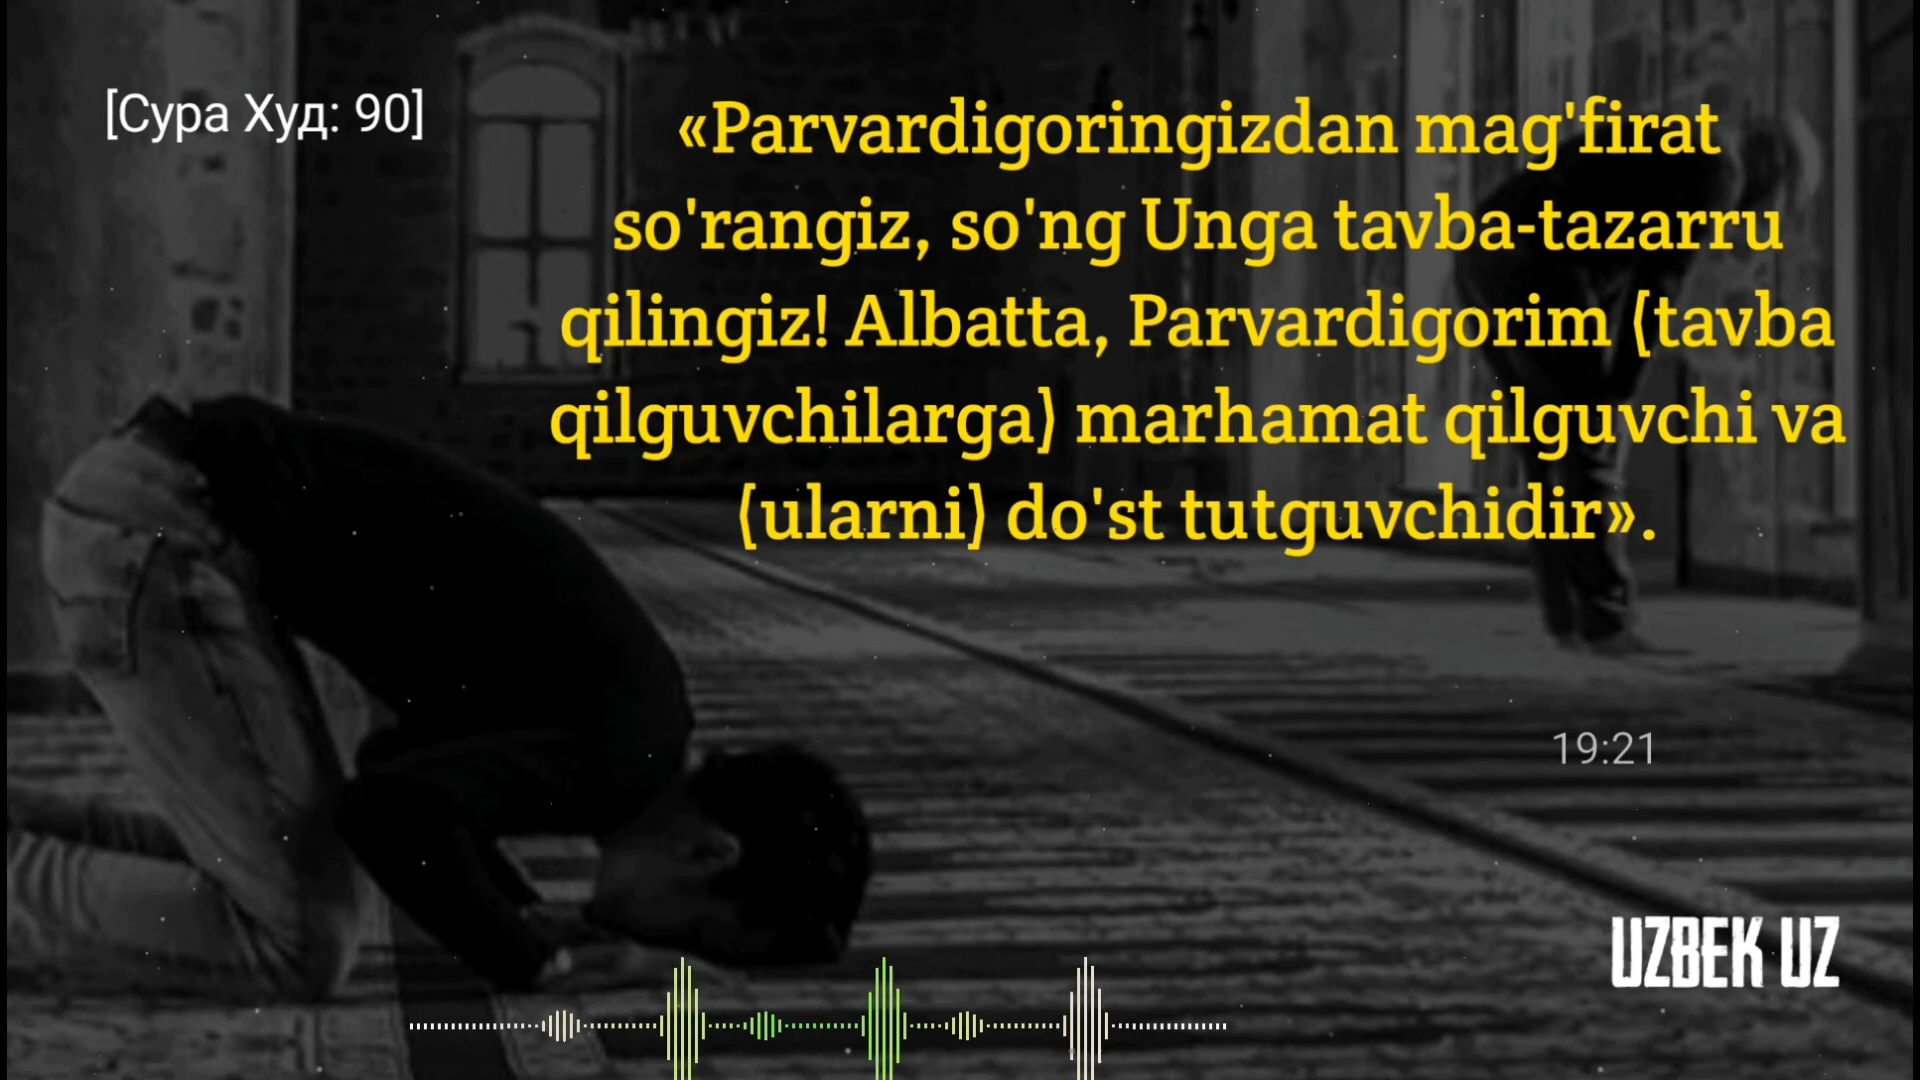 [Сура Худ: 90]
«Parvardigoringizdan mag'firat
so'rangiz, so'ng Unga tavba-tazarru
qilingiz! Albatta, Parvardigorim (tavba
qilguvchilarga) marhamat qilguvchi va
(ularni) do'st tutguvchidir».
19:21
UZBEK UZ